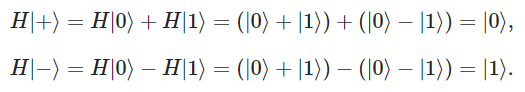 H|+⟩ = H|0⟩ + H|1⟩ = (|0⟩ + |1⟩) + (|0⟩ − |1⟩) = |0⟩,
H|−⟩ = H|0⟩ − H|1⟩ = (|0⟩ + |1⟩) − (|0⟩ − |1⟩) = |1⟩.